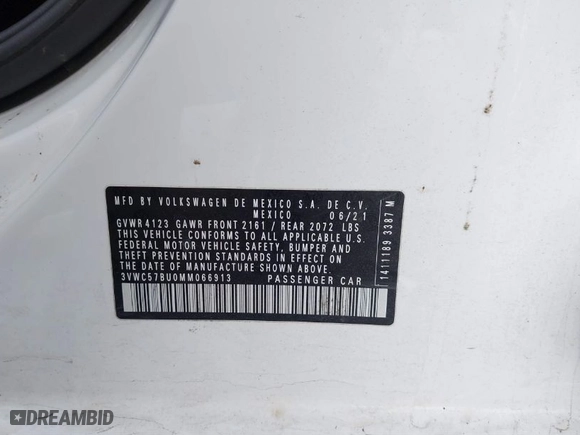 MFD BY VOLKSWAGEN DE MEXICO S.A. DE C.V.
MEXICO 06/21
GVWR 4123 GAWR FRONT 2161 / REAR 2072 LBS
THIS VEHICLE CONFORMS TO ALL APPLICABLE U.S.
FEDERAL MOTOR VEHICLE SAFETY, BUMPER AND
THEFT PREVENTION STANDARDS IN EFFECT ON
THE DATE OF MANUFACTURE SHOWN ABOVE.
3VWC57BU0MM066913 PASSENGER CAR
1411189 3387 M
DREAMBID